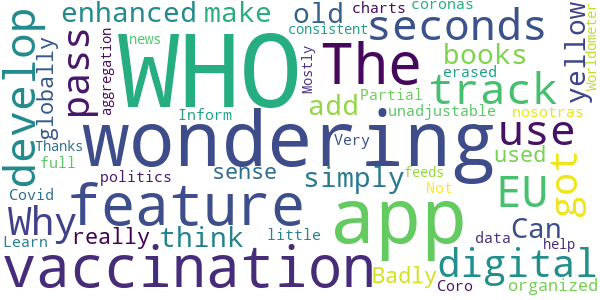 enhanced
make
old
charts
coronas
seconds
news
consistent
WHO
develop
globally
pass
aggregation
Mostly
The
books
erased
yellow
Worldometer
track
add
Partial
unadjustable
nosotras
Inform
wondering
use
Thanks
Very
used
full
politics
sense
simply
feeds
Not
EU
got
Covid
feature
app
Why
really
think
little
Can
Learn
data
help
vaccination
Badly
digital
Coro
organized